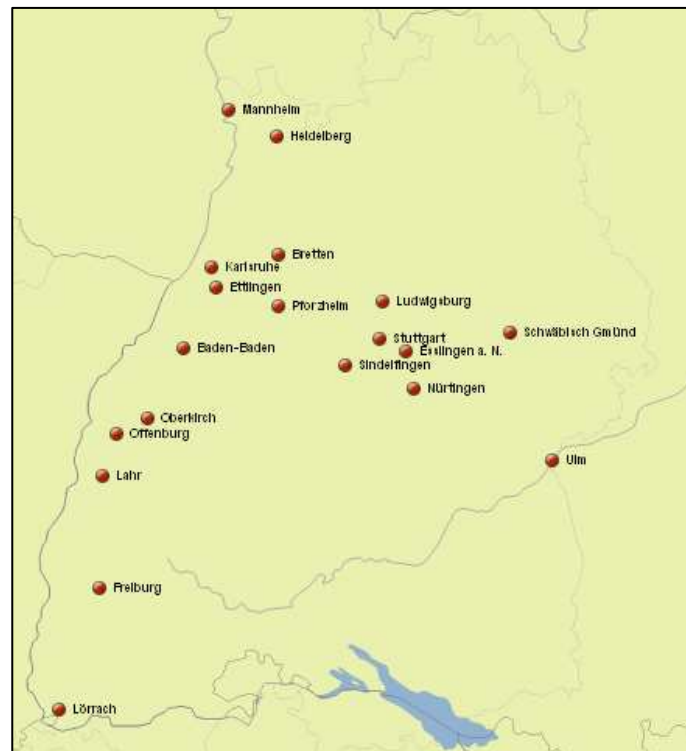 Mannheim
Heidelberg
Bretten
Karlsruhe
Ettlingen
Pforzheim
Ludwigsburg
Schwäbisch Gmünd
Stuttgart
Esslingen a. N.
Baden-Baden
Sindelfingen
Nürtingen
Oberkirch
Offenburg
Ulm
Lahr
Freiburg
Lörrach